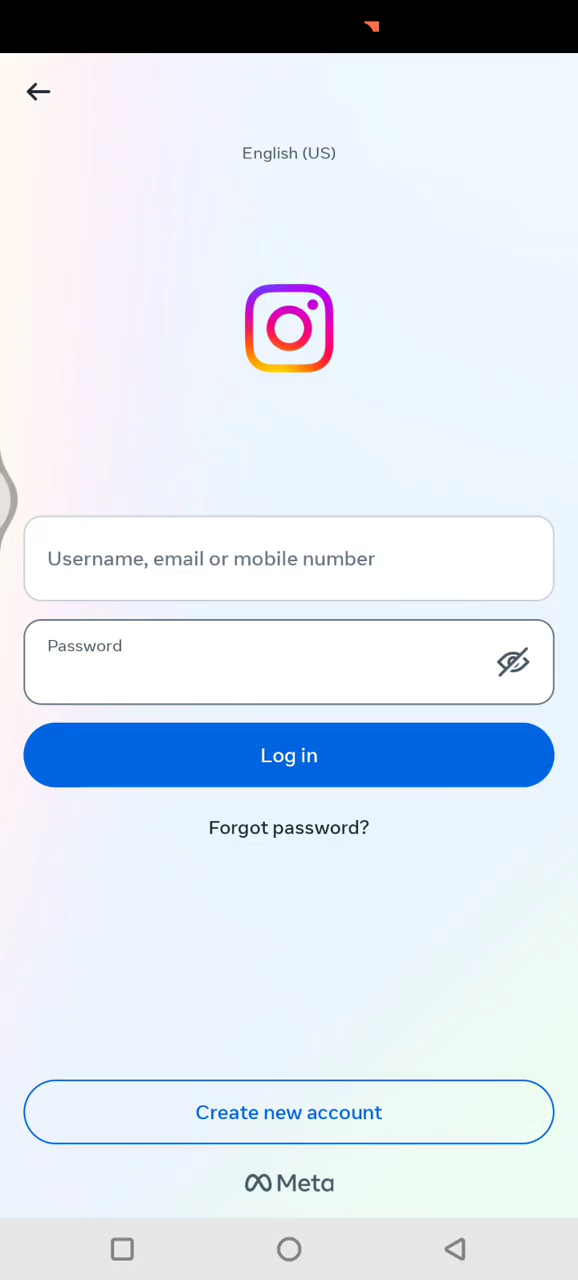 English (US)
Username, email or mobile number
Password
Log in
Forgot password?
Create new account
Meta